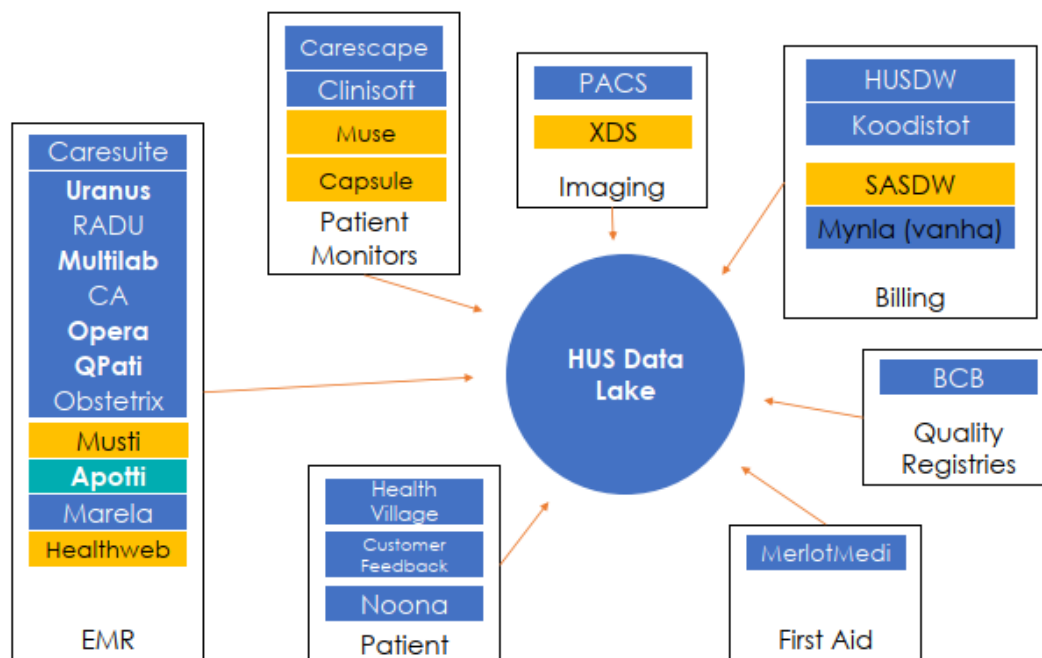 Caresuite
Uranus
RADU
Multilab
CA
Opera
QPati
Obstetrix
Musti
Apotti
Marela
Healthweb
EMR
Carescape
Clinisoft
Muse
Capsule
Patient
Monitors
PACS
XDS
Imaging
HUSDW
Koodistot
SASDW
Mynla (vanha)
Billing
HUS Data
Lake
BCB
Quality
Registries
Health
Village
Customer
Feedback
Noona
Patient
MerlotMedi
First Aid